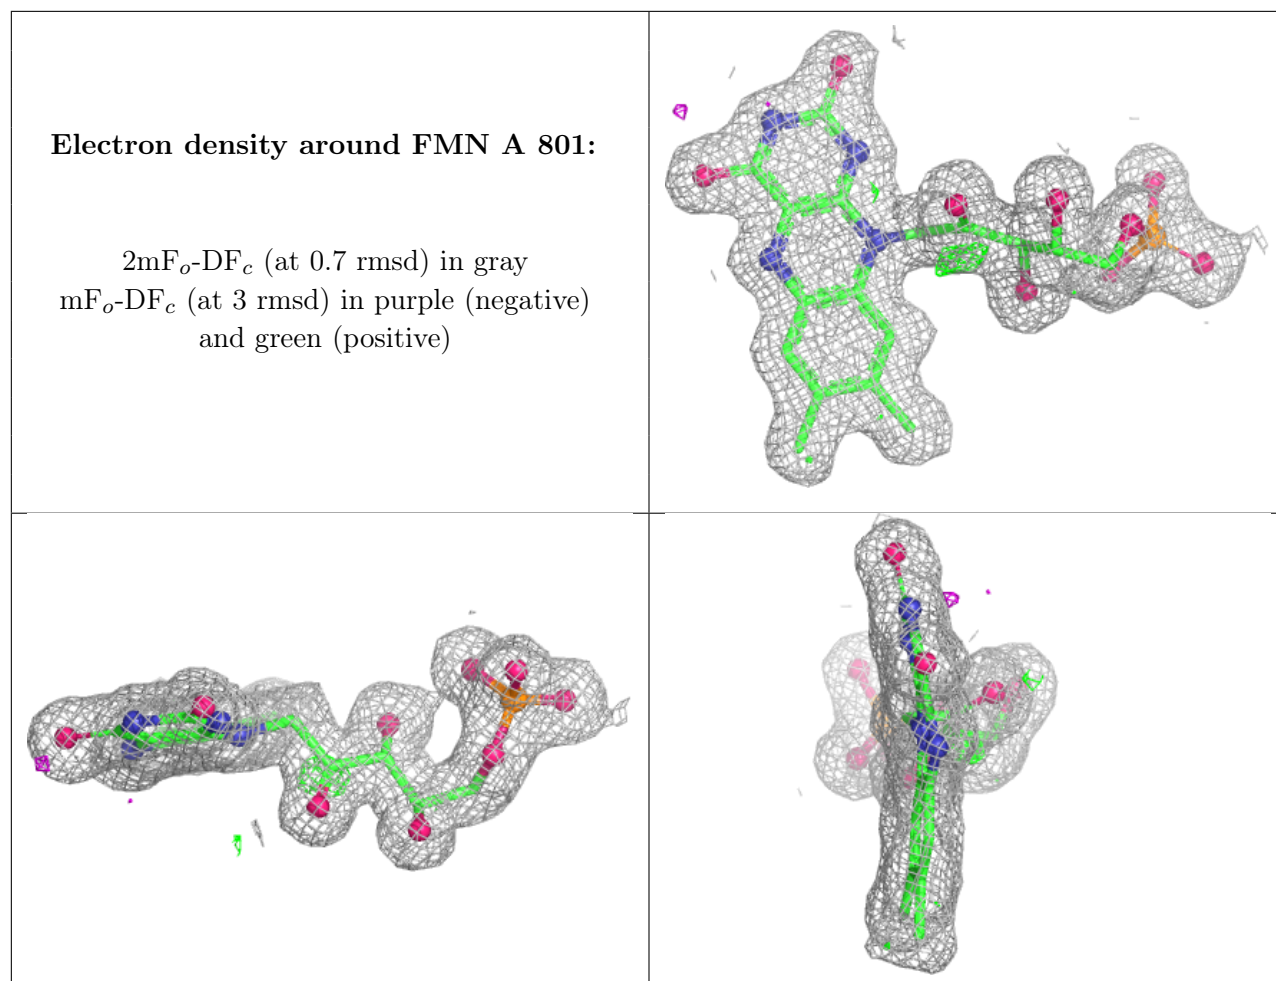 Electron density around FMN A 801:
2mFo-DFc (at 0.7 rmsd) in gray
mFo-DFc (at 3 rmsd) in purple (negative)
and green (positive)